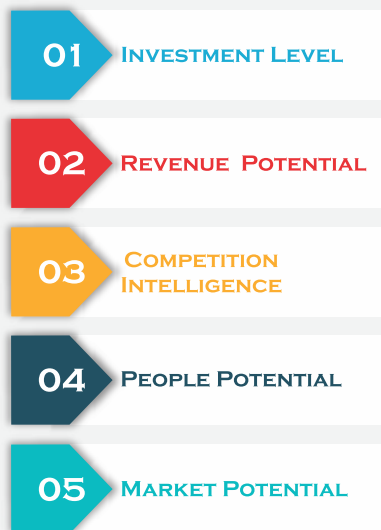 01
Investment Level
02
Revenue Potential
03
Competition
Intelligence
04
People Potential
05
Market Potential